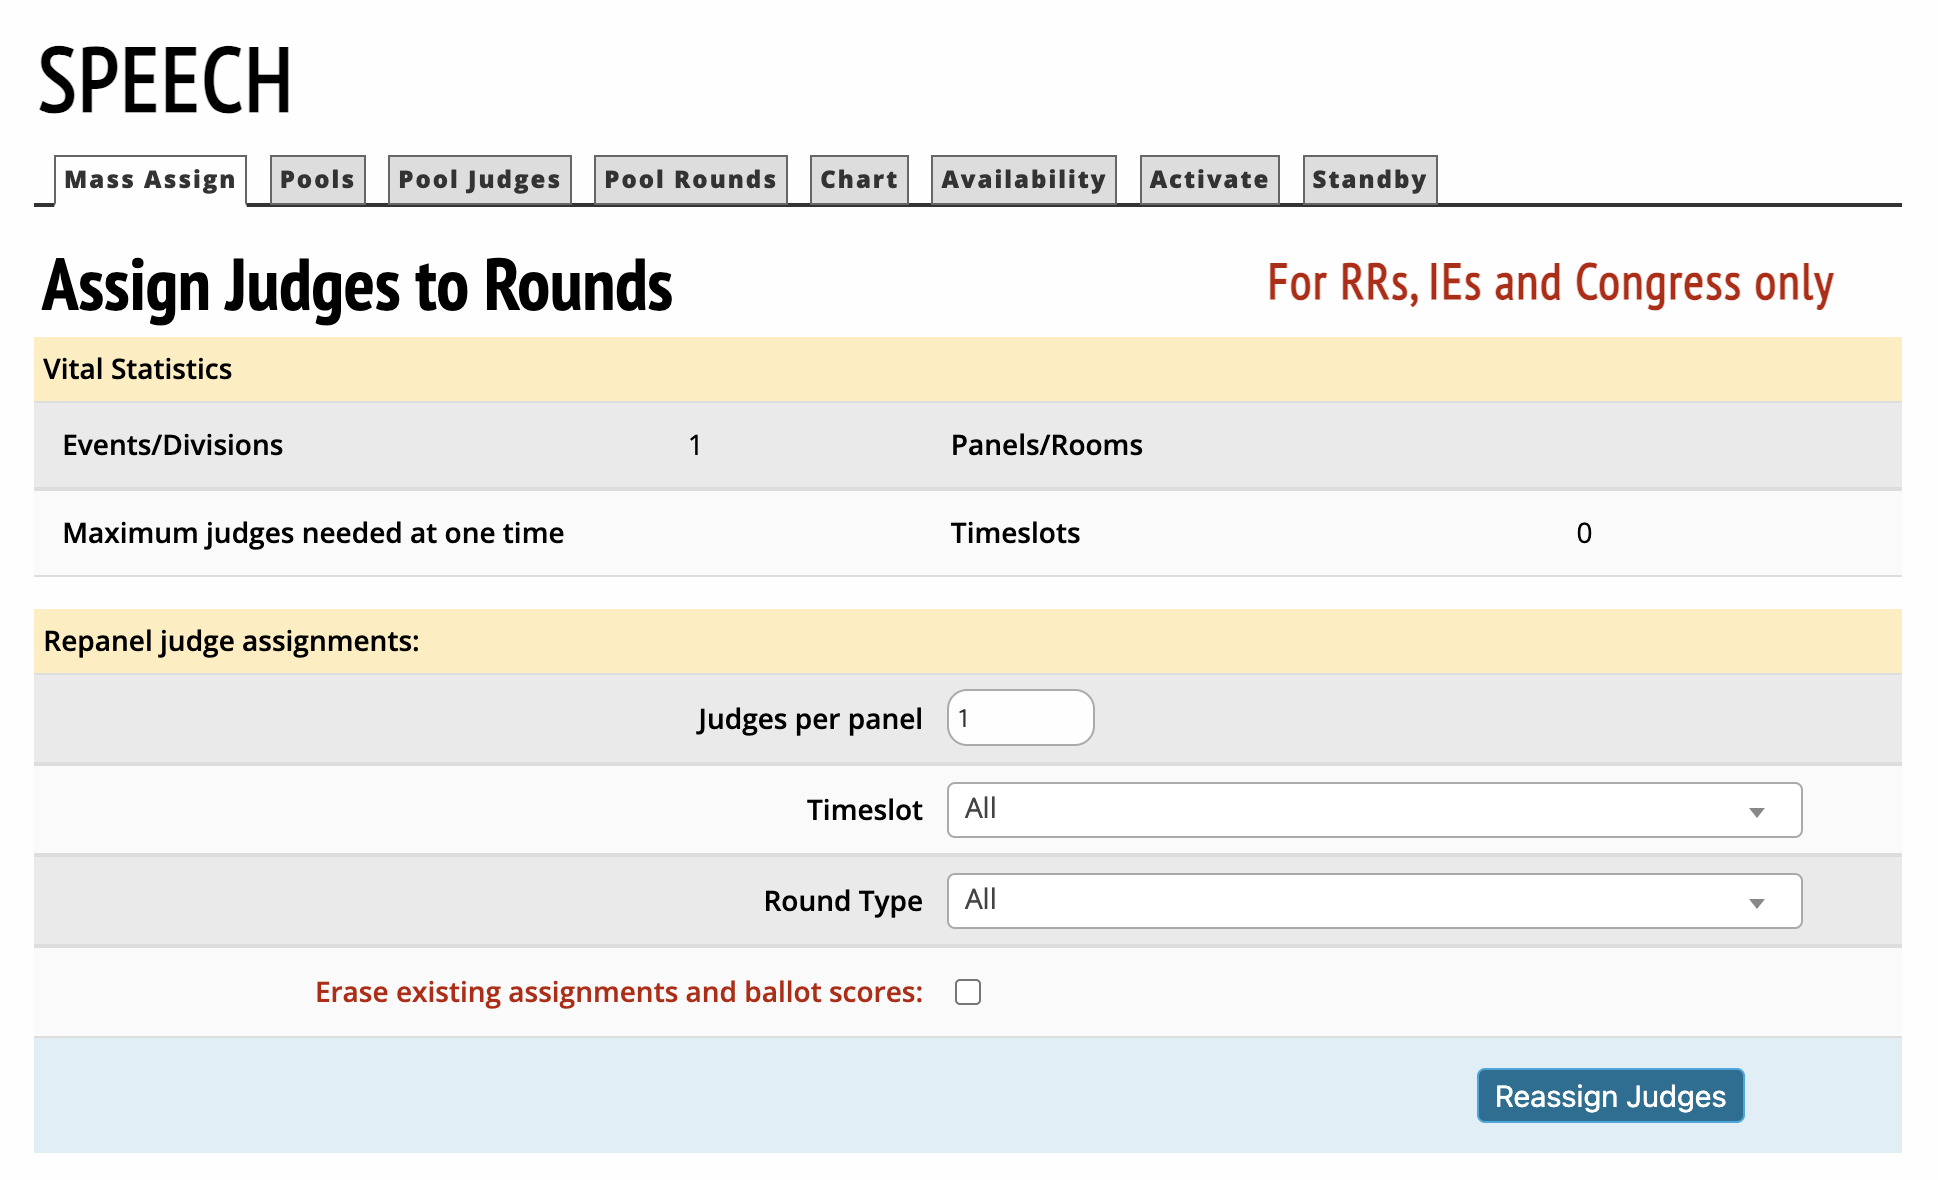 SPEECH
Mass Assign Pools Pool Judges Pool Rounds Chart Availability Activate Standby
Assign Judges to Rounds For RRs, IEs and Congress only
Vital Statistics
Events/Divisions 1 Panels/Rooms
Maximum judges needed at one time Timeslots 0
Repanel judge assignments:
Judges per panel 1
Timeslot All
Round Type All
Erase existing assignments and ballot scores:
Reassign Judges